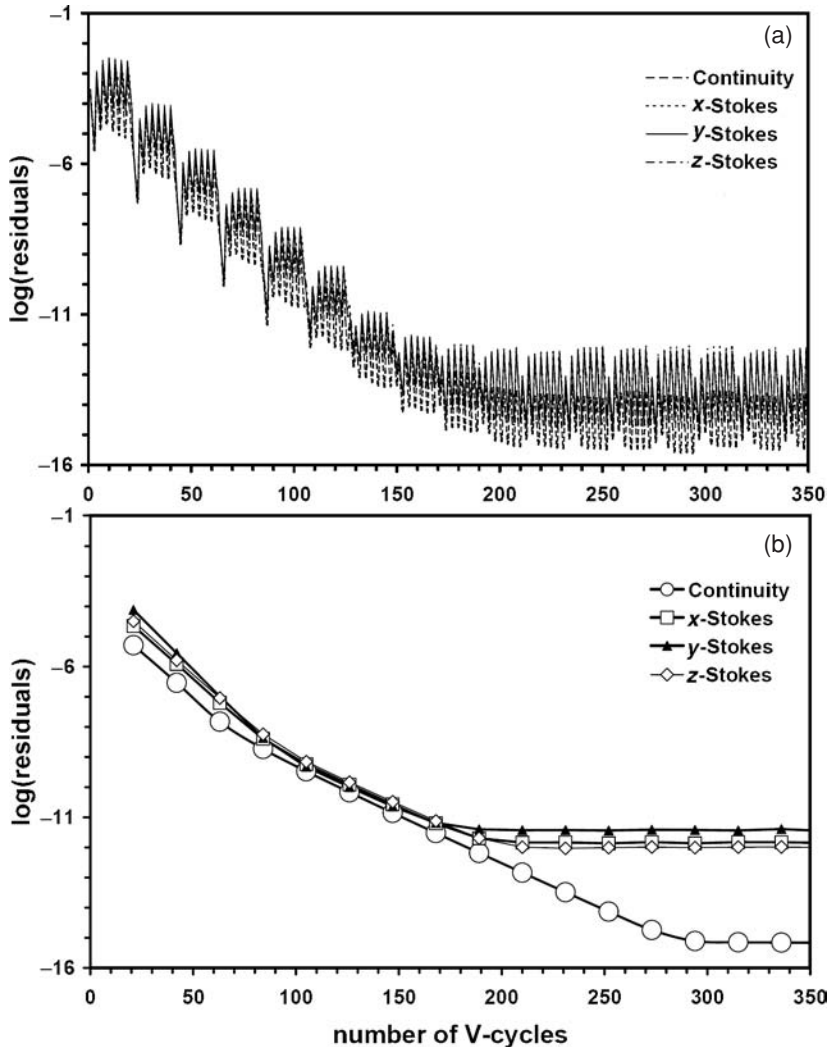 (a)
−1
−6
−11
−16
log(residuals)
Continuity
x-Stokes
y-Stokes
z-Stokes
0 50 100 150 200 250 300 350
(b)
−1
−6
−11
−16
log(residuals)
Continuity
x-Stokes
y-Stokes
z-Stokes
0 50 100 150 200 250 300 350
number of V-cycles